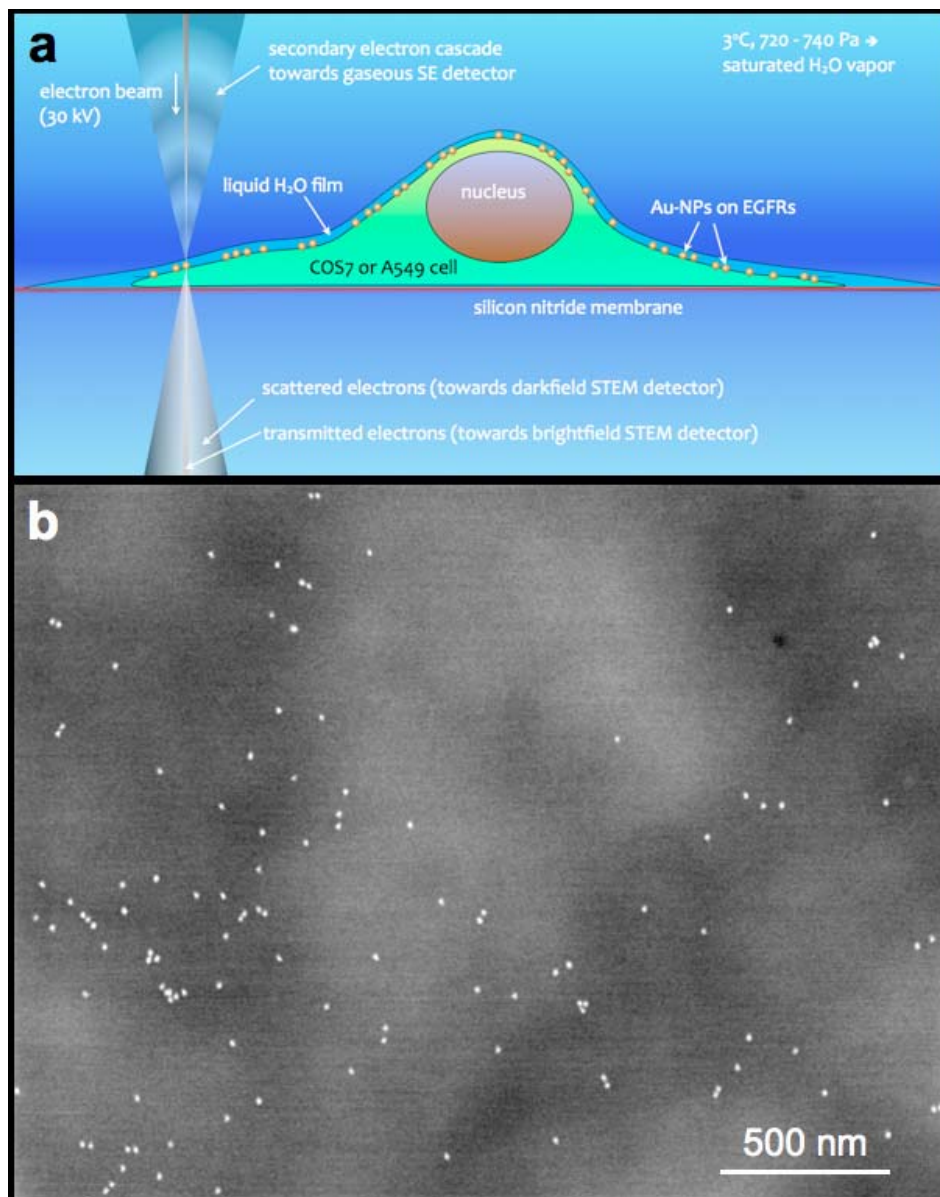 a
secondary electron cascade
towards gaseous SE detector
3°C, 720 - 740 Pa →
saturated H₂O vapor
electron beam
(30 kV)
liquid H₂O film
nucleus
Au-NPs on EGFRs
COS7 or A549 cell
silicon nitride membrane
scattered electrons (towards darkfield STEM detector)
transmitted electrons (towards brightfield STEM detector)
b
500 nm